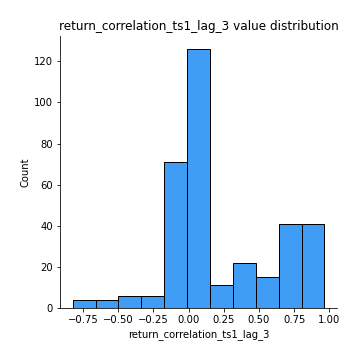 return_correlation_ts1_lag_3 value distribution
120
100
80
60
40
20
0
Count
−0.75 −0.50 −0.25 0.00 0.25 0.50 0.75 1.00
return_correlation_ts1_lag_3